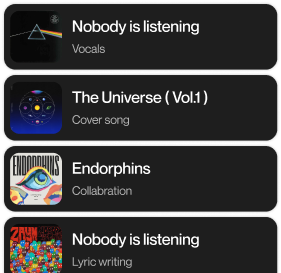 Nobody is listening
Vocals
The Universe ( Vol.1 )
Cover song
ENDORPHINS
Endorphins
Collabration
ZAYN
Nobody is listening
Lyric writing